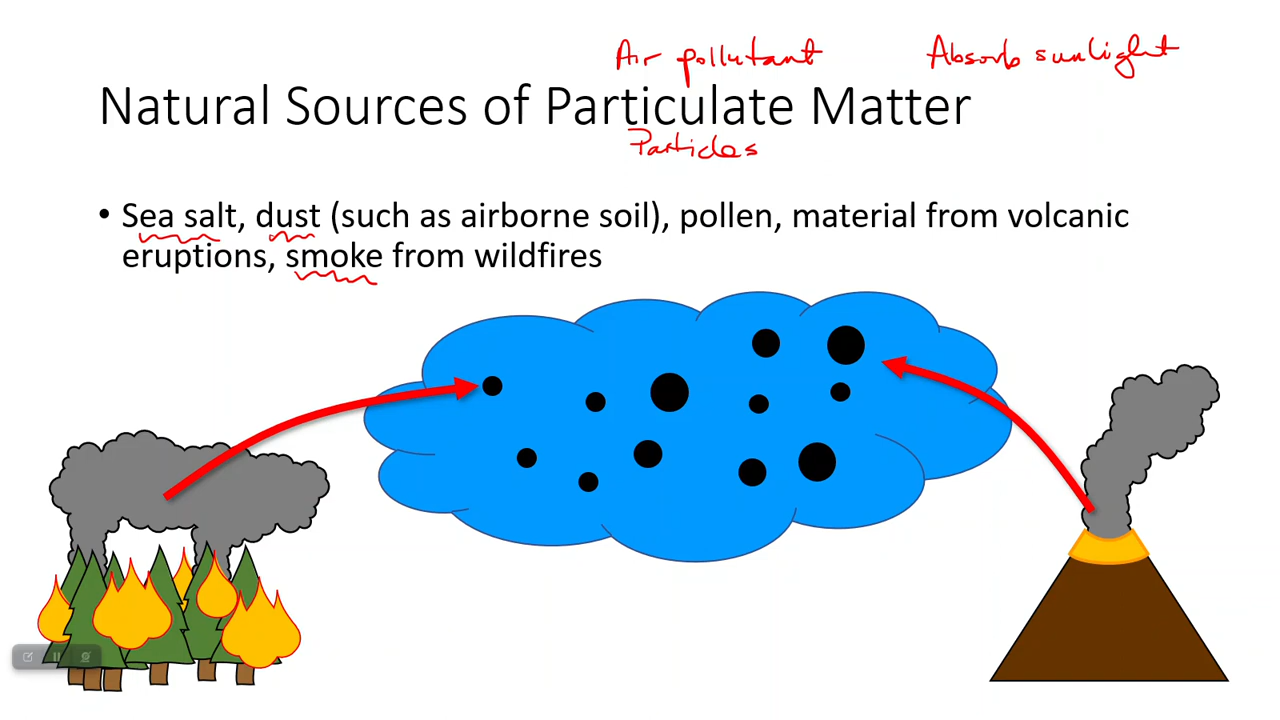 Air pollutant Absorb sunlight
Natural Sources of Particulate Matter
Particles
• Sea salt, dust (such as airborne soil), pollen, material from volcanic
eruptions, smoke from wildfires